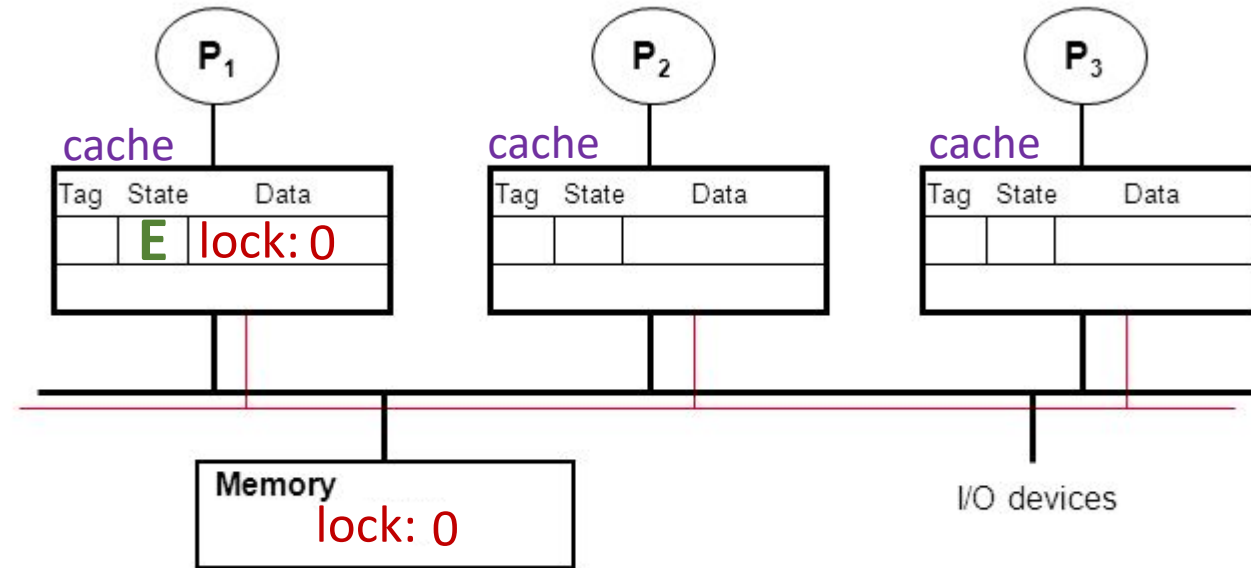 P1 P2 P3
cache cache cache
Tag State Data Tag State Data Tag State Data
E lock: 0
Memory
I/O devices
lock: 0